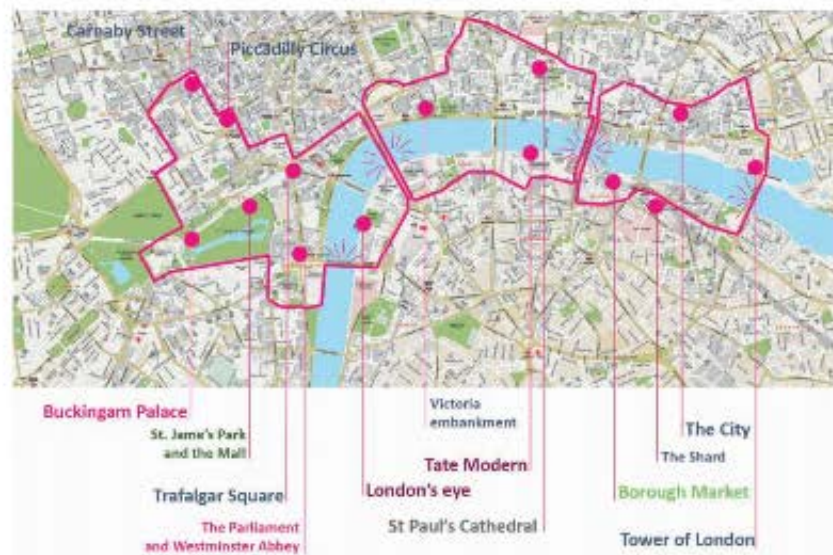 Carnaby Street
Piccadilly Circus
Buckingam Palace
St. Jame's Park
and the Mall
Trafalgar Square
The Parliament
and Westminster Abbey
London's eye
Victoria
embankment
Tate Modern
St Paul's Cathedral
The City
The Shard
Borough Market
Tower of London